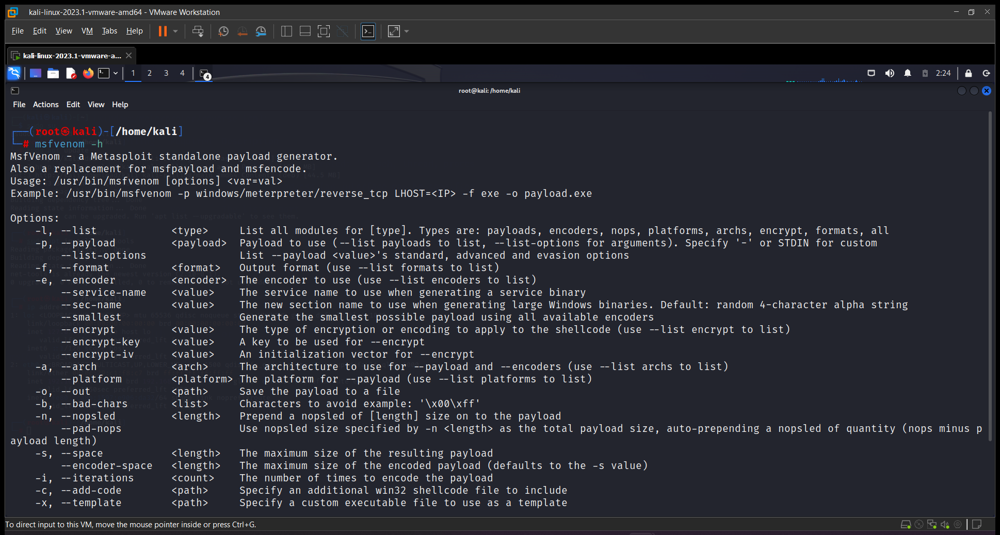 kali-linux-2023.1-vmware-amd64 - VMware Workstation
File Edit View VM Tabs Help
kali-linux-2023.1-vmware-a...
1 2 3 4 4 2:24
root@kali: /home/kali
File Actions Edit View Help
(root㉿kali)-[/home/kali]
# msfvenom -h
MsfVenom - a Metasploit standalone payload generator.
Also a replacement for msfpayload and msfencode.
Usage: /usr/bin/msfvenom [options] <var=val>
Example: /usr/bin/msfvenom -p windows/meterpreter/reverse_tcp LHOST=<IP> -f exe -o payload.exe
Options:
-l, --list <type> List all modules for [type]. Types are: payloads, encoders, nops, platforms, archs, encrypt, formats, all
-p, --payload <payload> Payload to use (--list payloads to list, --list-options for arguments). Specify '-' or STDIN for custom
--list-options List --payload <value>'s standard, advanced and evasion options
-f, --format <format> Output format (use --list formats to list)
-e, --encoder <encoder> The encoder to use (use --list encoders to list)
--service-name <value> The service name to use when generating a service binary
--sec-name <value> The new section name to use when generating large Windows binaries. Default: random 4-character alpha string
--smallest Generate the smallest possible payload using all available encoders
--encrypt <value> The type of encryption or encoding to apply to the shellcode (use --list encrypt to list)
--encrypt-key <value> A key to be used for --encrypt
--encrypt-iv <value> An initialization vector for --encrypt
-a, --arch <arch> The architecture to use for --payload and --encoders (use --list archs to list)
--platform <platform> The platform for --payload (use --list platforms to list)
-o, --out <path> Save the payload to a file
-b, --bad-chars <list> Characters to avoid example: '\x00\xff'
-n, --nopsled <length> Prepend a nopsled of [length] size on to the payload
--pad-nops Use nopsled size specified by -n <length> as the total payload size, auto-prepending a nopsled of quantity (nops minus p
ayload length)
-s, --space <length> The maximum size of the resulting payload
--encoder-space <length> The maximum size of the encoded payload (defaults to the -s value)
-i, --iterations <count> The number of times to encode the payload
-c, --add-code <path> Specify an additional win32 shellcode file to include
-x, --template <path> Specify a custom executable file to use as a template
To direct input to this VM, move the mouse pointer inside or press Ctrl+G.